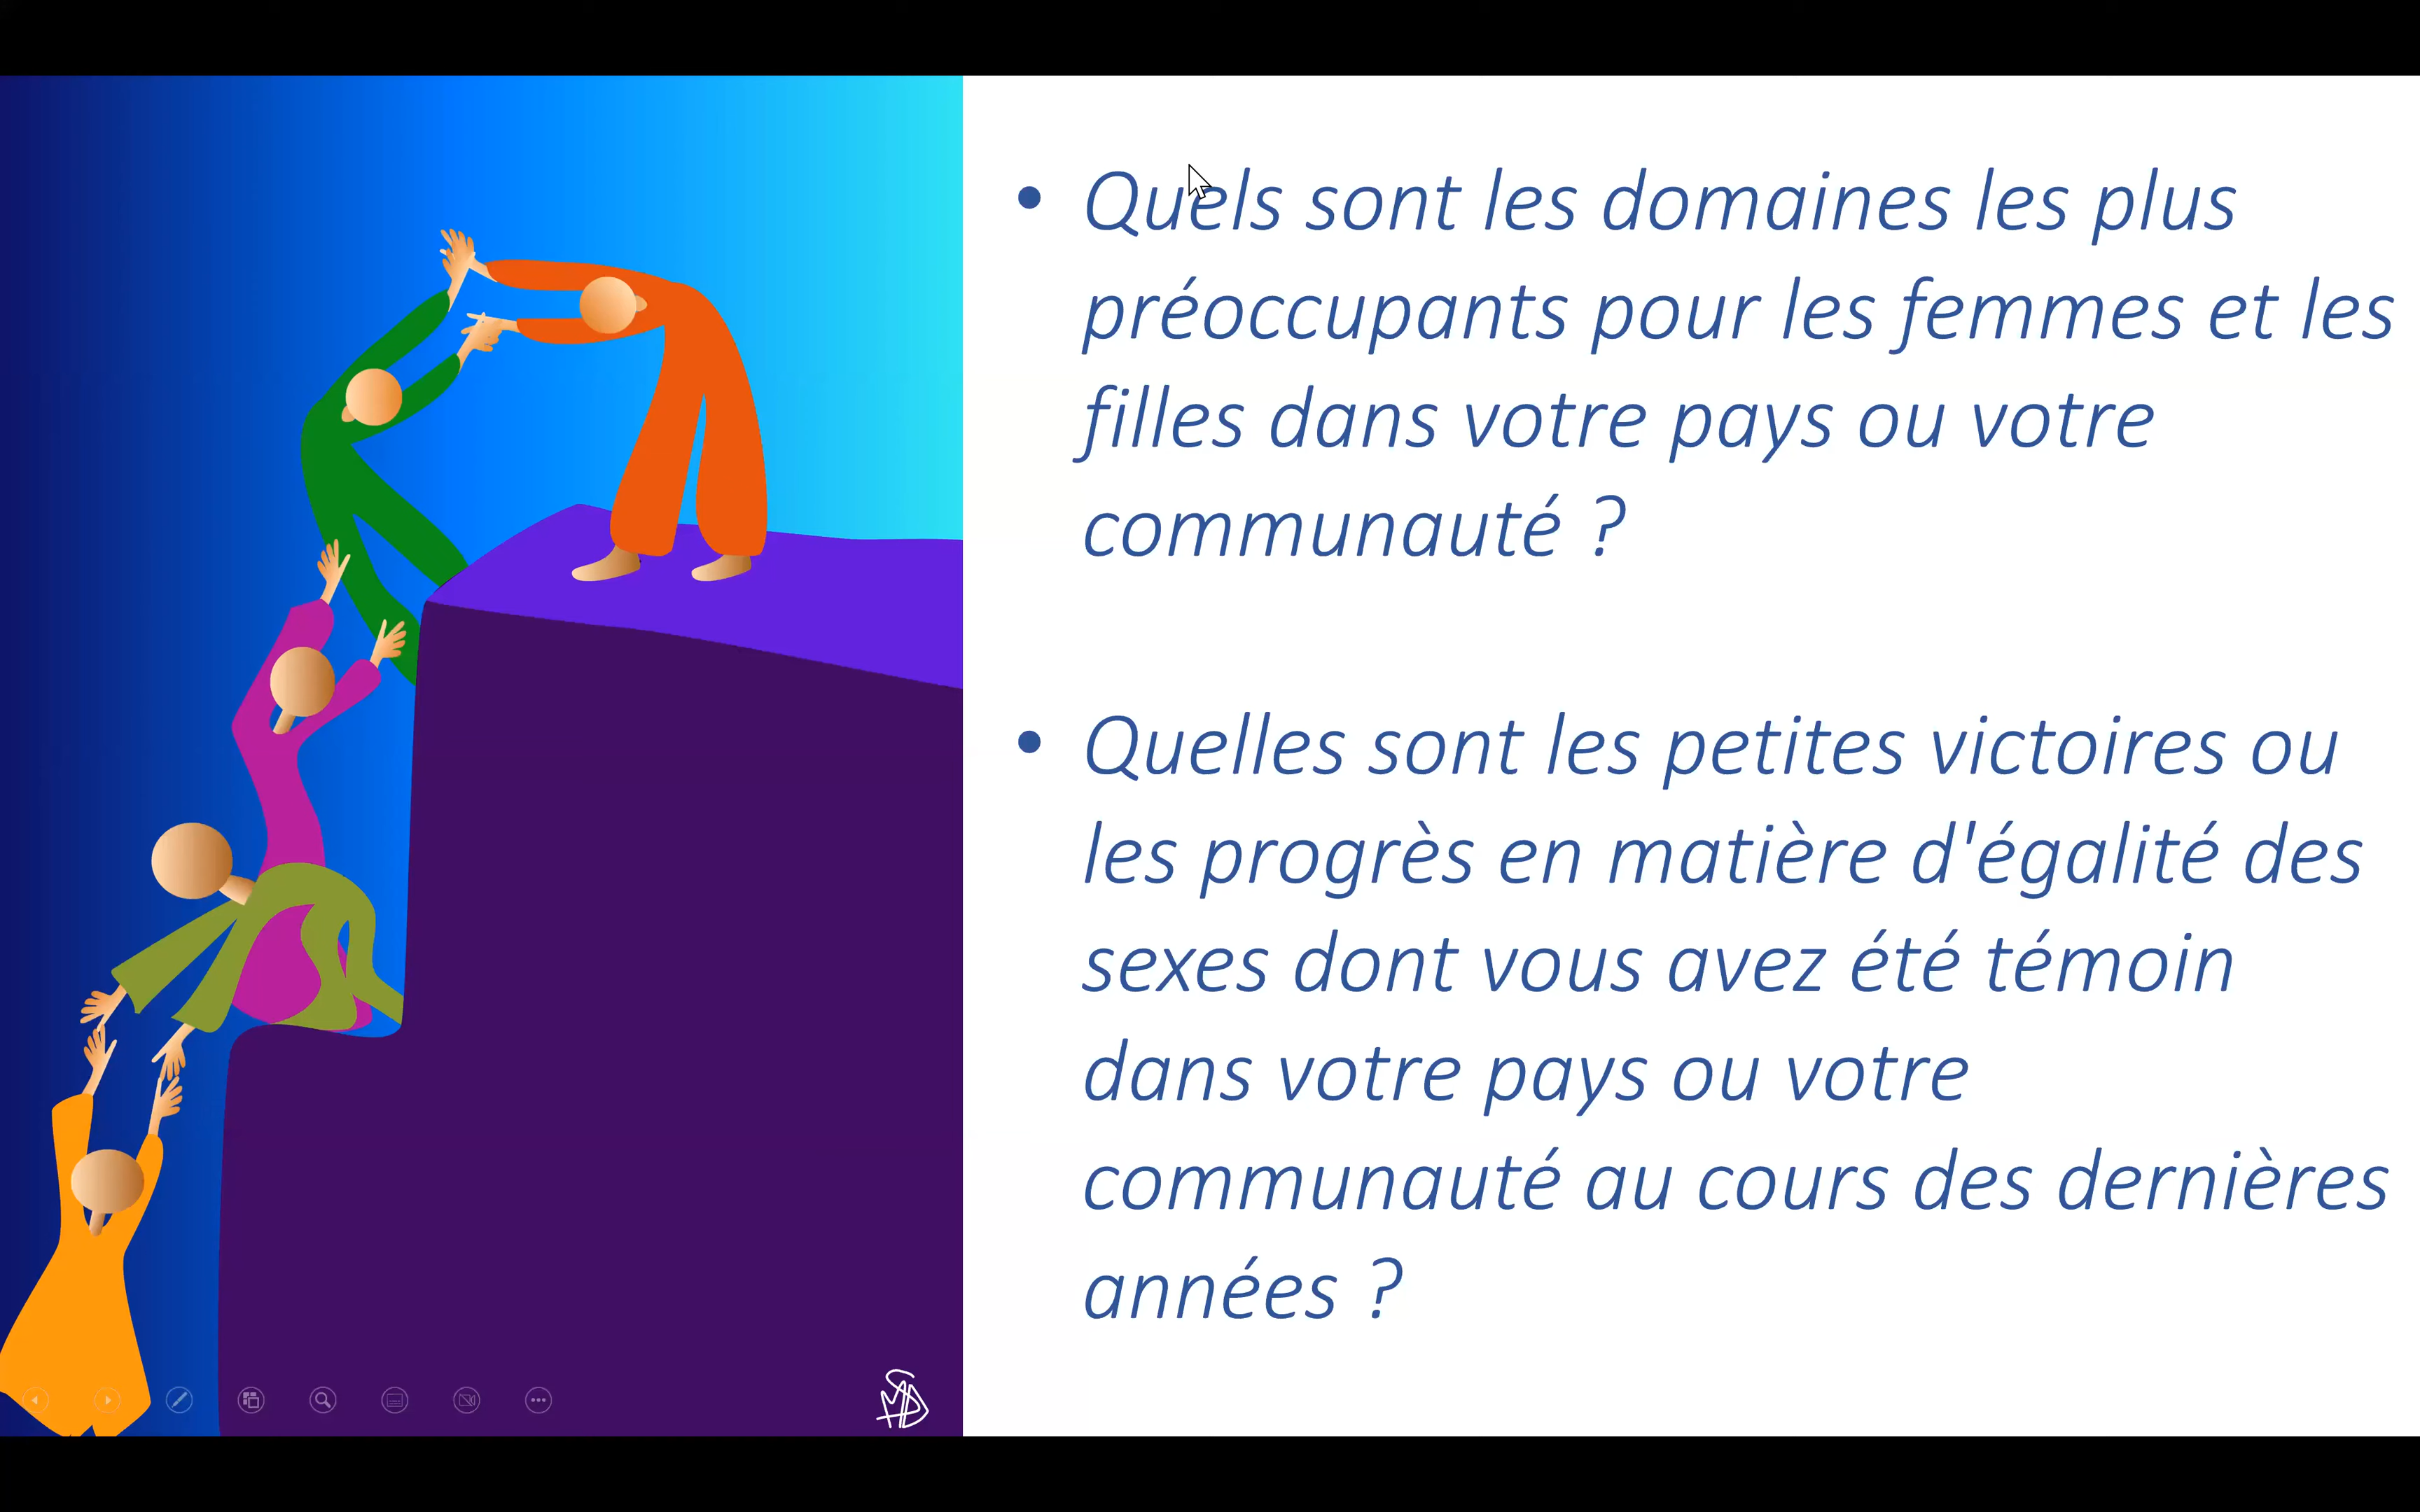 • Quels sont les domaines les plus
préoccupants pour les femmes et les
filles dans votre pays ou votre
communauté ?
• Quelles sont les petites victoires ou
les progrès en matière d'égalité des
sexes dont vous avez été témoin
dans votre pays ou votre
communauté au cours des dernières
années ?